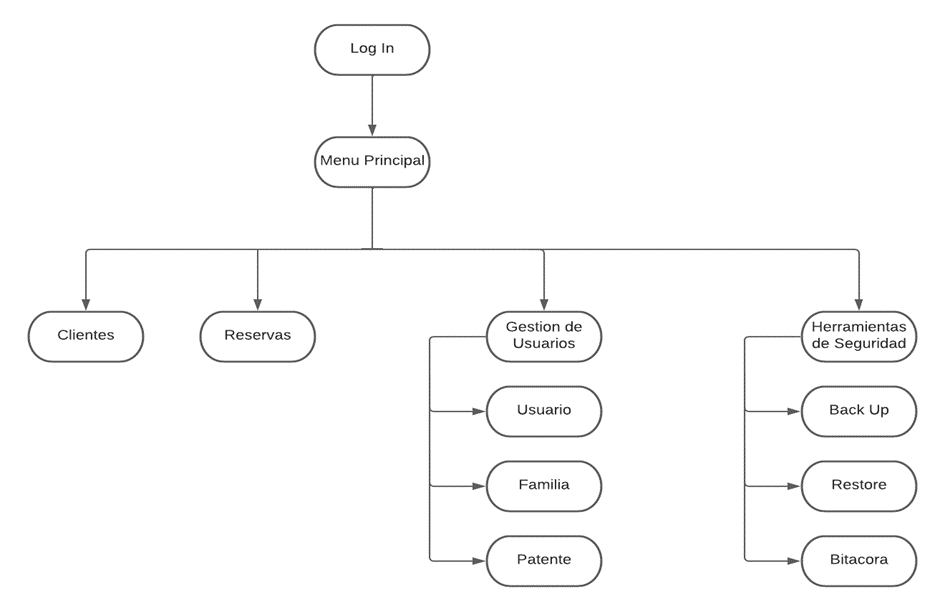 Log In
Menu Principal
Clientes
Reservas
Gestion de
Usuarios
Herramientas
de Seguridad
Usuario
Back Up
Familia
Restore
Patente
Bitacora